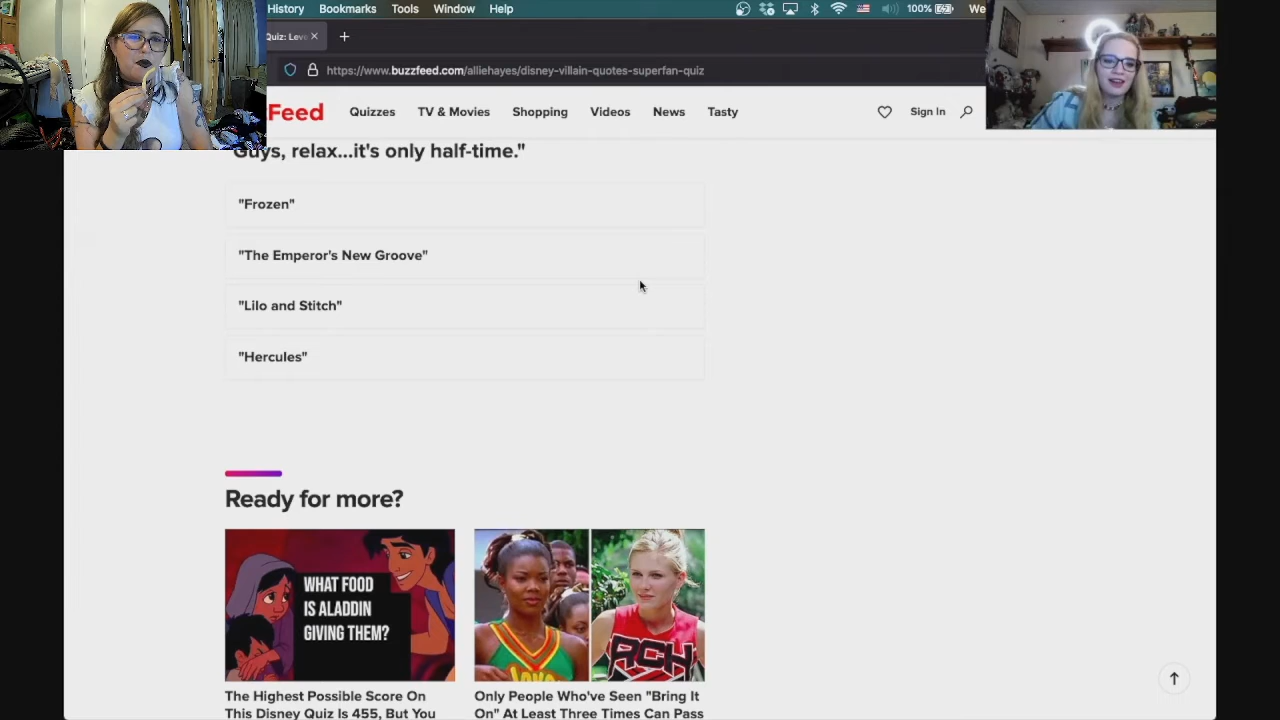 History Bookmarks Tools Window Help 100% We
Quiz: Leve
https://www.buzzfeed.com/alliehayes/disney-villain-quotes-superfan-quiz
Feed Quizzes TV & Movies Shopping Videos News Tasty Sign In
"Guys, relax...it's only half-time."
"Frozen"
"The Emperor's New Groove"
"Lilo and Stitch"
"Hercules"
Ready for more?
WHAT FOOD
IS ALADDIN
GIVING THEM?
RCH
The Highest Possible Score On
This Disney Quiz Is 455, But You
Only People Who've Seen "Bring It
On" At Least Three Times Can Pass